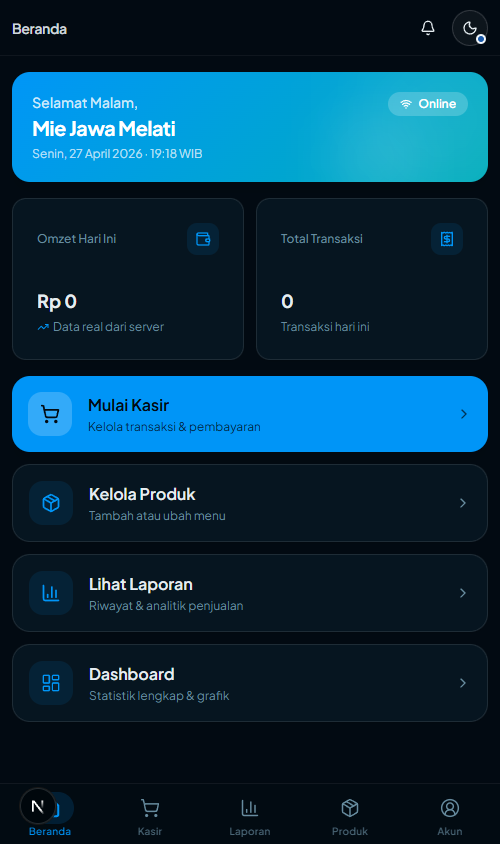 Beranda
Selamat Malam,
Online
Mie Jawa Melati
Senin, 27 April 2026 · 19:18 WIB
Omzet Hari Ini
Total Transaksi
Rp 0
0
Data real dari server
Transaksi hari ini
Mulai Kasir
Kelola transaksi & pembayaran
Kelola Produk
Tambah atau ubah menu
Lihat Laporan
Riwayat & analitik penjualan
Dashboard
Statistik lengkap & grafik
N
Beranda
Kasir
Laporan
Produk
Akun